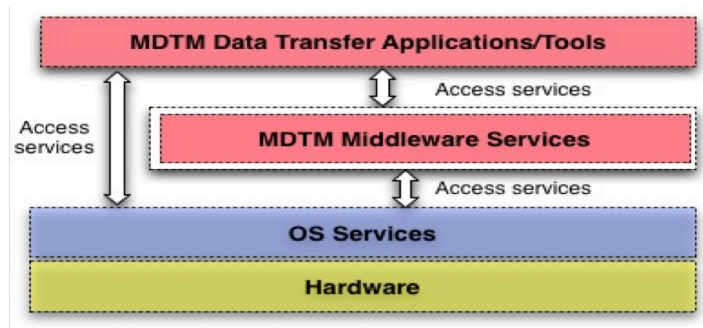 MDTM Data Transfer Applications/Tools
Access services
Access
services
MDTM Middleware Services
Access services
OS Services
Hardware